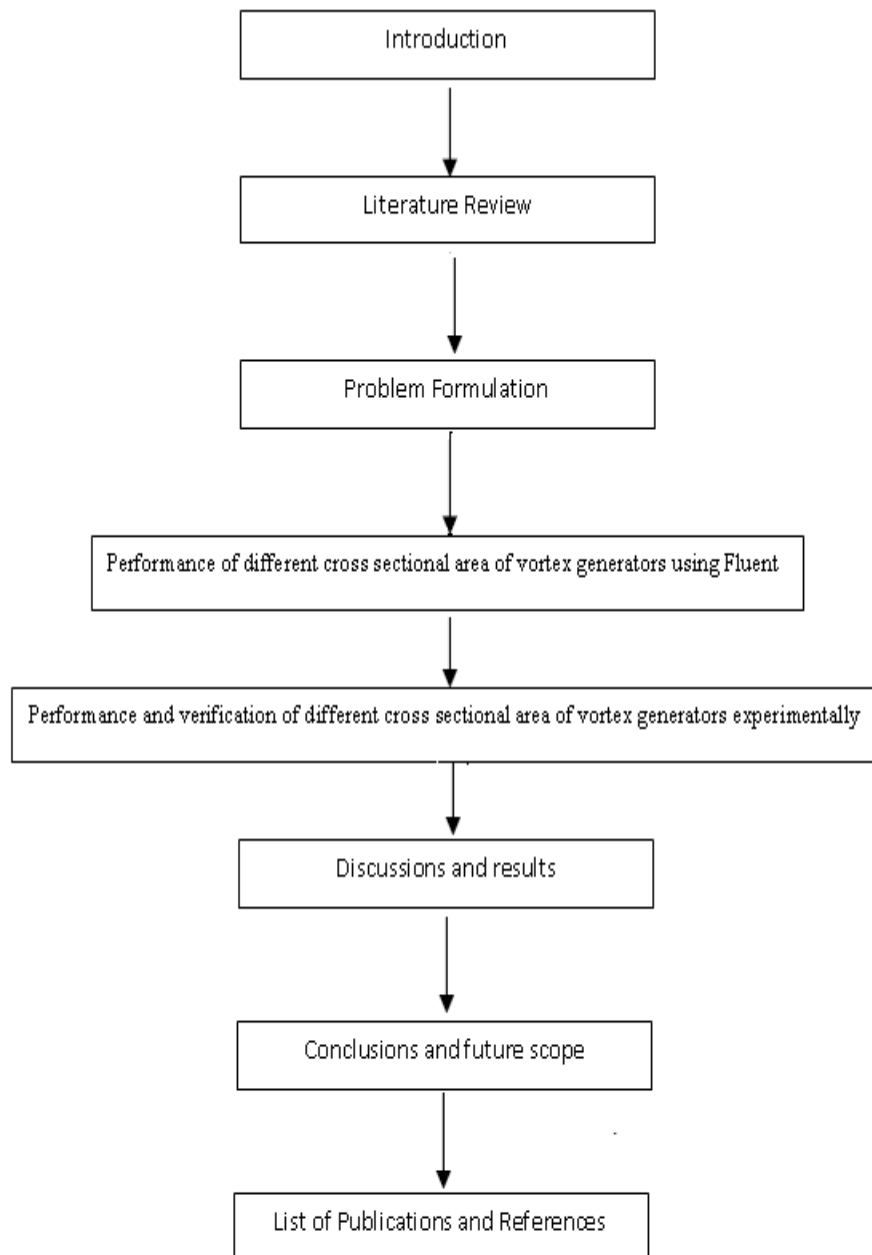 Introduction
Literature Review
Problem Formulation
Performance of different cross sectional area of vortex generators using Fluent
Performance and verification of different cross sectional area of vortex generators experimentally
Discussions and results
Conclusions and future scope
List of Publications and References